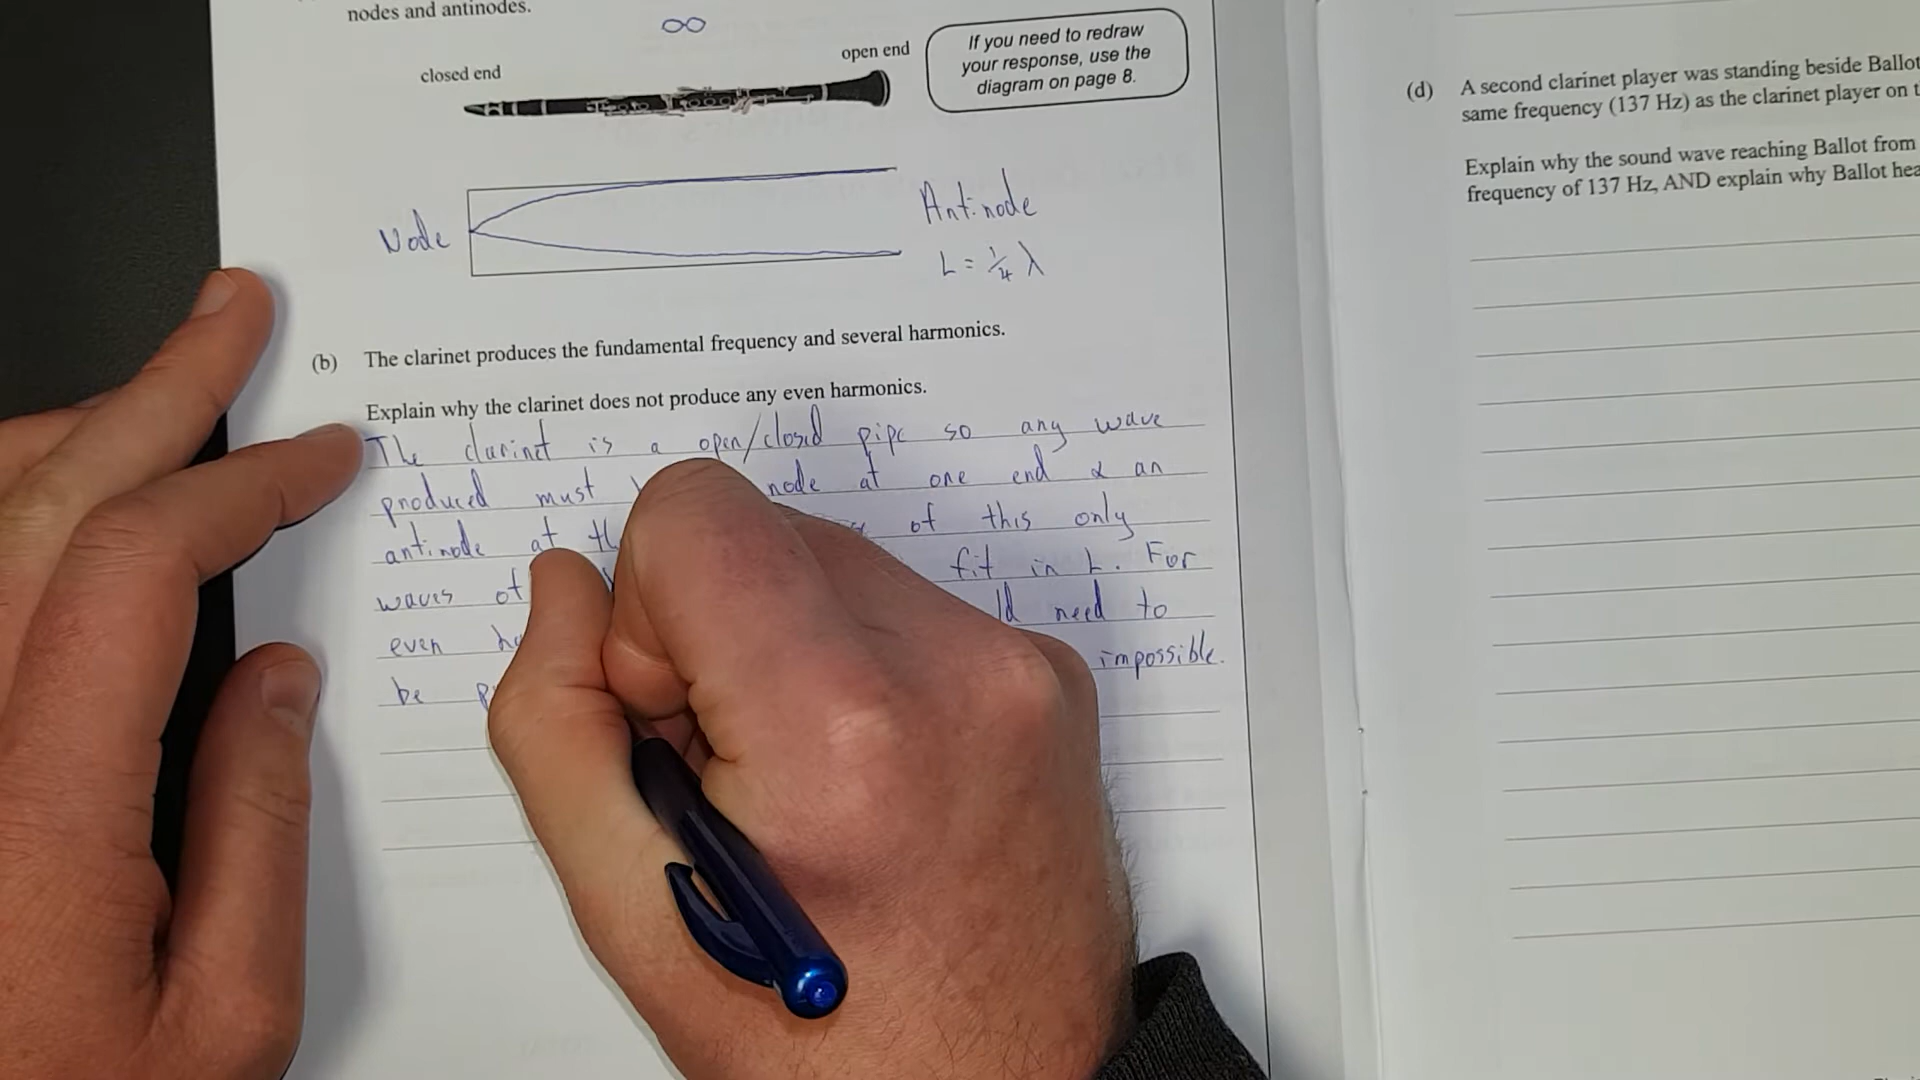 nodes and antinodes.
closed end
open end
If you need to redraw
your response, use the
diagram on page 8.
Node
Antinode
L = 1/4 λ
(b) The clarinet produces the fundamental frequency and several harmonics.
Explain why the clarinet does not produce any even harmonics.
The clarinet is a open/closed pipe so any wave
produced must node at one end & an
antinode at of this only
waves of fit in L. For
even need to
be impossible.
(d) A second clarinet player was standing beside Ballot
same frequency (137 Hz) as the clarinet player on
Explain why the sound wave reaching Ballot from
frequency of 137 Hz, AND explain why Ballot